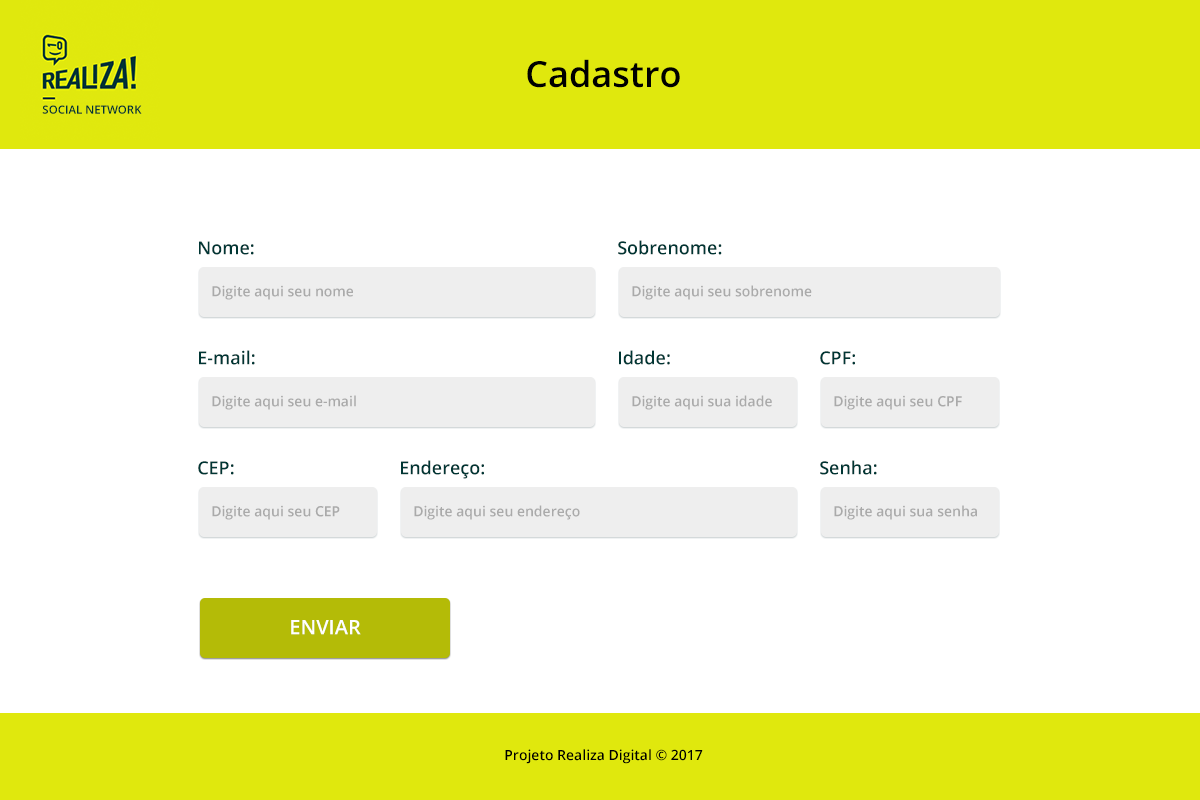 REALIZA!
SOCIAL NETWORK
Cadastro
Nome: Sobrenome:
Digite aqui seu nome Digite aqui seu sobrenome
E-mail: Idade: CPF:
Digite aqui seu e-mail Digite aqui sua idade Digite aqui seu CPF
CEP: Endereço: Senha:
Digite aqui seu CEP Digite aqui seu endereço Digite aqui sua senha
ENVIAR
Projeto Realiza Digital © 2017